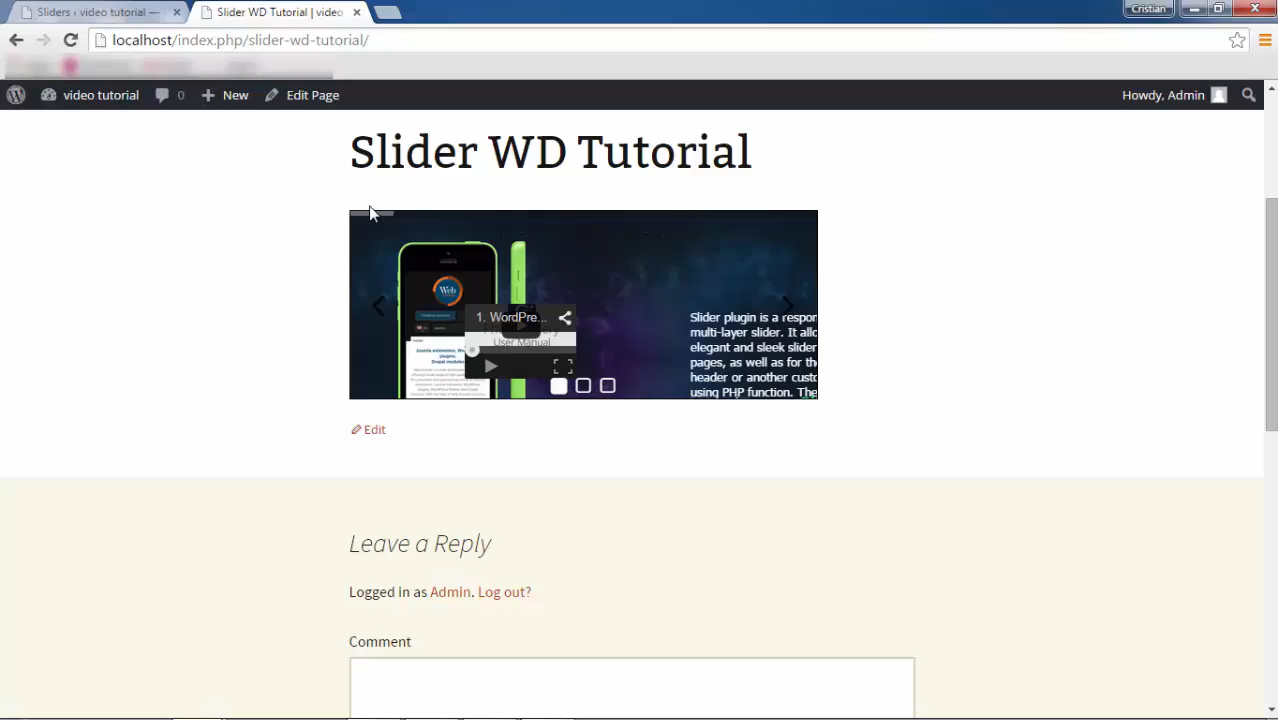 Sliders ‹ video tutorial —
Slider WD Tutorial | video
Cristian
localhost/index.php/slider-wd-tutorial/
video tutorial
0
New
Edit Page
Howdy, Admin
Slider WD Tutorial
Web
1. WordPre...
User Manual
Slider plugin is a respor
multi-layer slider. It allo
elegant and sleek slider
pages, as well as for th
header or another custo
using PHP function. The
Edit
Leave a Reply
Logged in as Admin. Log out?
Comment